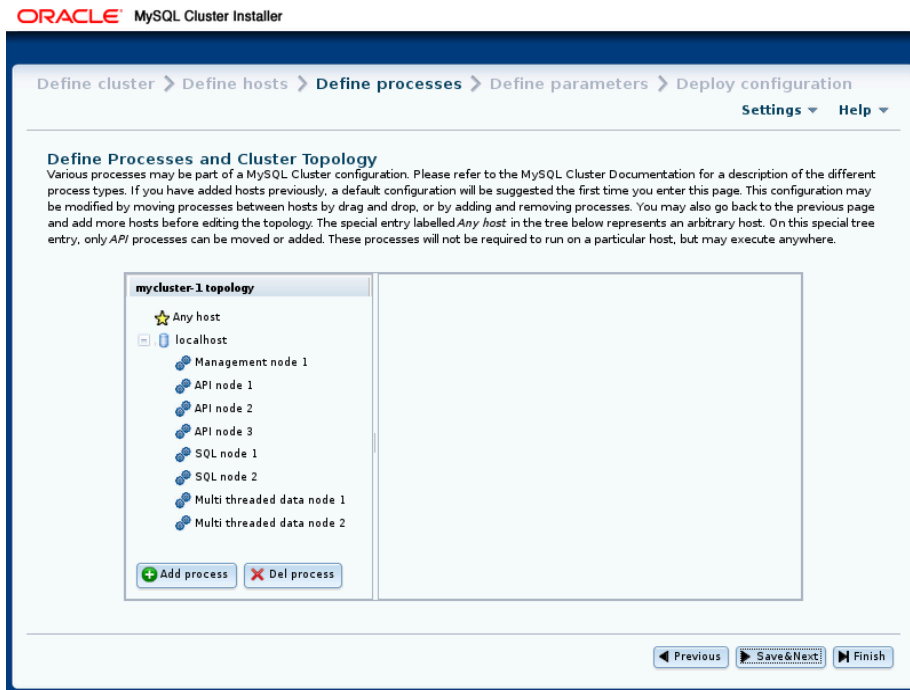 ORACLE® MySQL Cluster Installer
Define cluster > Define hosts > Define processes > Define parameters > Deploy configuration
Settings Help
Define Processes and Cluster Topology
Various processes may be part of a MySQL Cluster configuration. Please refer to the MySQL Cluster Documentation for a description of the different
process types. If you have added hosts previously, a default configuration will be suggested the first time you enter this page. This configuration may
be modified by moving processes between hosts by drag and drop, or by adding and removing processes. You may also go back to the previous page
and add more hosts before editing the topology. The special entry labelled Any host in the tree below represents an arbitrary host. On this special tree
entry, only API processes can be moved or added. These processes will not be required to run on a particular host, but may execute anywhere.
mycluster-1 topology
Any host
localhost
Management node 1
API node 1
API node 2
API node 3
SQL node 1
SQL node 2
Multi threaded data node 1
Multi threaded data node 2
Add process Del process
Previous Save&Next Finish